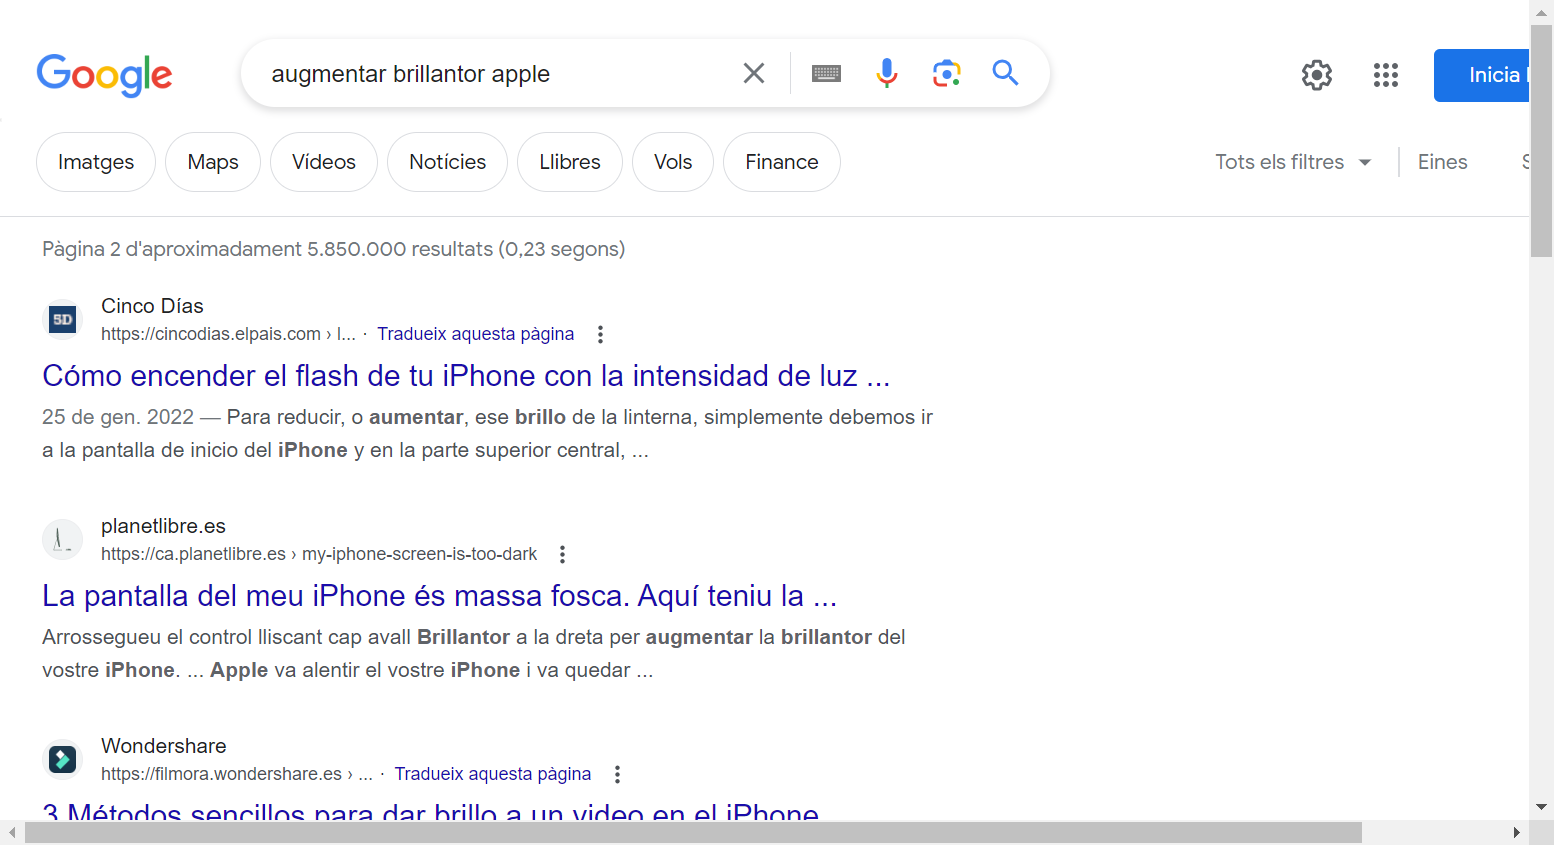 Google
augmentar brillantor apple
Inicia
Imatges
Maps
Vídeos
Notícies
Llibres
Vols
Finance
Tots els filtres
Eines
Pàgina 2 d'aproximadament 5.850.000 resultats (0,23 segons)
5D
Cinco Días
https://cincodias.elpais.com › l... · Tradueix aquesta pàgina
Cómo encender el flash de tu iPhone con la intensidad de luz ...
25 de gen. 2022 — Para reducir, o aumentar, ese brillo de la linterna, simplemente debemos ir
a la pantalla de inicio del iPhone y en la parte superior central, ...
planetlibre.es
https://ca.planetlibre.es › my-iphone-screen-is-too-dark
La pantalla del meu iPhone és massa fosca. Aquí teniu la ...
Arrossegueu el control lliscant cap avall Brillantor a la dreta per augmentar la brillantor del
vostre iPhone. ... Apple va alentir el vostre iPhone i va quedar ...
Wondershare
https://filmora.wondershare.es › ... · Tradueix aquesta pàgina
3 Métodos sencillos para dar brillo a un video en el iPhone